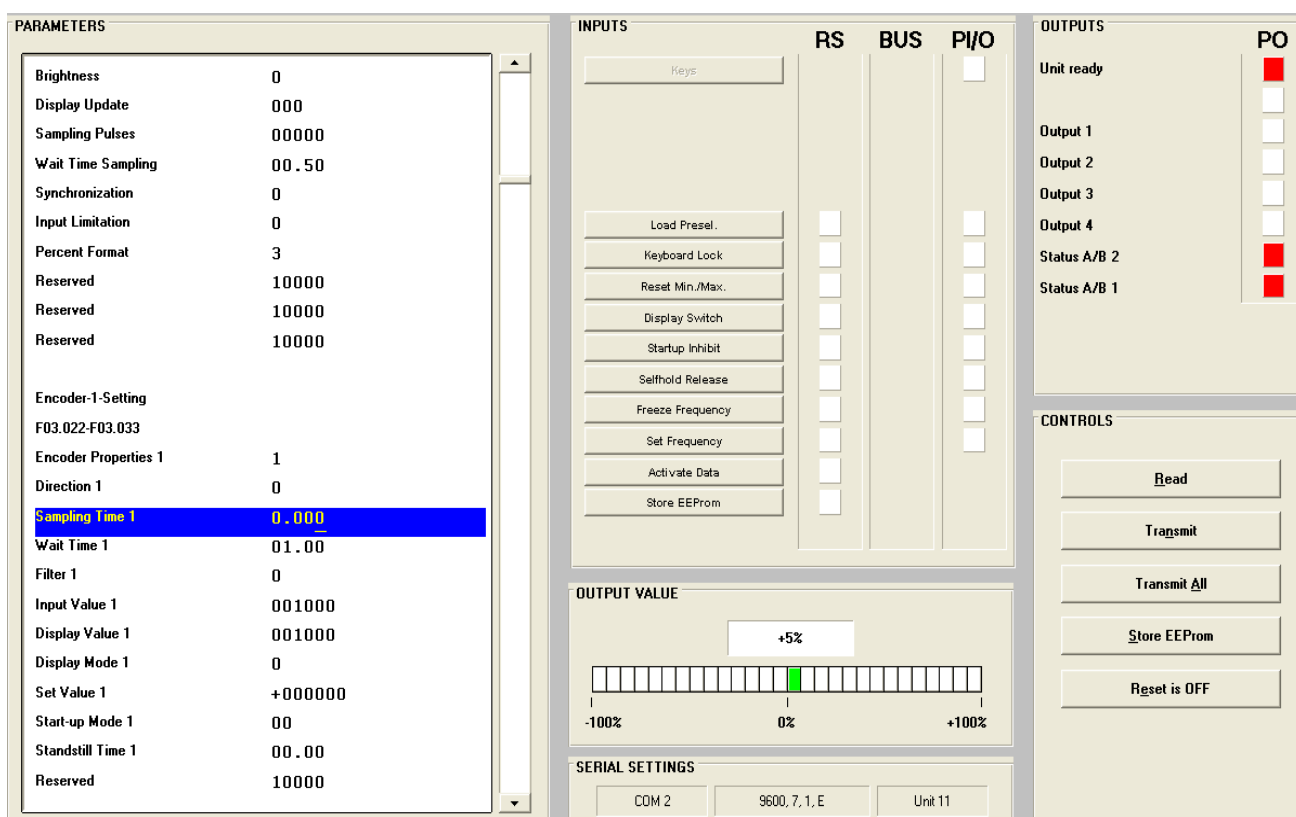 PARAMETERS
Brightness 0
Display Update 000
Sampling Pulses 00000
Wait Time Sampling 00.50
Synchronization 0
Input Limitation 0
Percent Format 3
Reserved 10000
Reserved 10000
Reserved 10000
Encoder-1-Setting
F03.022-F03.033
Encoder Properties 1 1
Direction 1 0
Sampling Time 1 0.000
Wait Time 1 01.00
Filter 1 0
Input Value 1 001000
Display Value 1 001000
Display Mode 1 0
Set Value 1 +000000
Start-up Mode 1 00
Standstill Time 1 00.00
Reserved 10000
INPUTS
RS BUS PI/O
Keys
Load Presel.
Keyboard Lock
Reset Min./Max.
Display Switch
Startup Inhibit
Selfhold Release
Freeze Frequency
Set Frequency
Activate Data
Store EEProm
OUTPUT VALUE
+5%
-100% 0% +100%
SERIAL SETTINGS
COM 2 9600, 7, 1, E Unit 11
OUTPUTS
PO
Unit ready
Output 1
Output 2
Output 3
Output 4
Status A/B 2
Status A/B 1
CONTROLS
Read
Transmit
Transmit All
Store EEProm
Reset is OFF